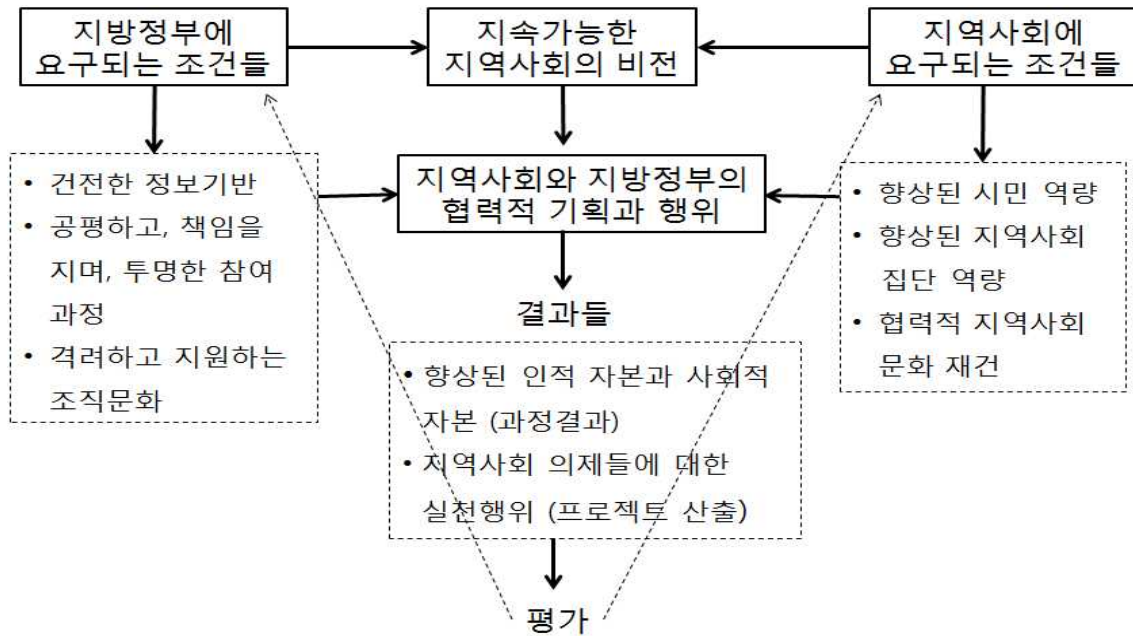 지방정부에
요구되는 조건들
지속가능한
지역사회의 비전
지역사회에
요구되는 조건들
• 건전한 정보기반
• 공평하고, 책임을
지며, 투명한 참여
과정
• 격려하고 지원하는
조직문화
지역사회와 지방정부의
협력적 기획과 행위
• 향상된 시민 역량
• 향상된 지역사회
집단 역량
• 협력적 지역사회
문화 재건
결과들
• 향상된 인적 자본과 사회적
자본 (과정결과)
• 지역사회 의제들에 대한
실천행위 (프로젝트 산출)
평가